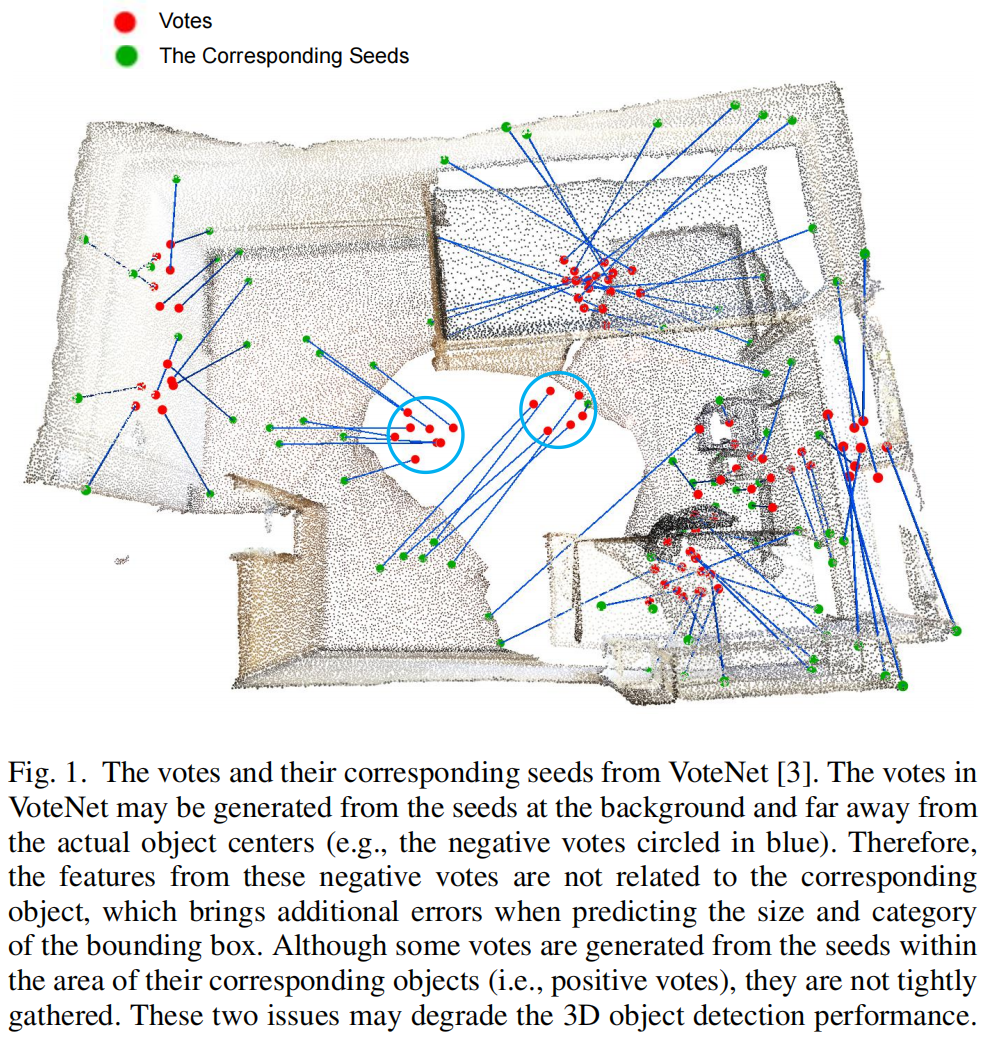 Votes
The Corresponding Seeds
Fig. 1. The votes and their corresponding seeds from VoteNet [3]. The votes in
VoteNet may be generated from the seeds at the background and far away from
the actual object centers (e.g., the negative votes circled in blue). Therefore,
the features from these negative votes are not related to the corresponding
object, which brings additional errors when predicting the size and category
of the bounding box. Although some votes are generated from the seeds within
the area of their corresponding objects (i.e., positive votes), they are not tightly
gathered. These two issues may degrade the 3D object detection performance.